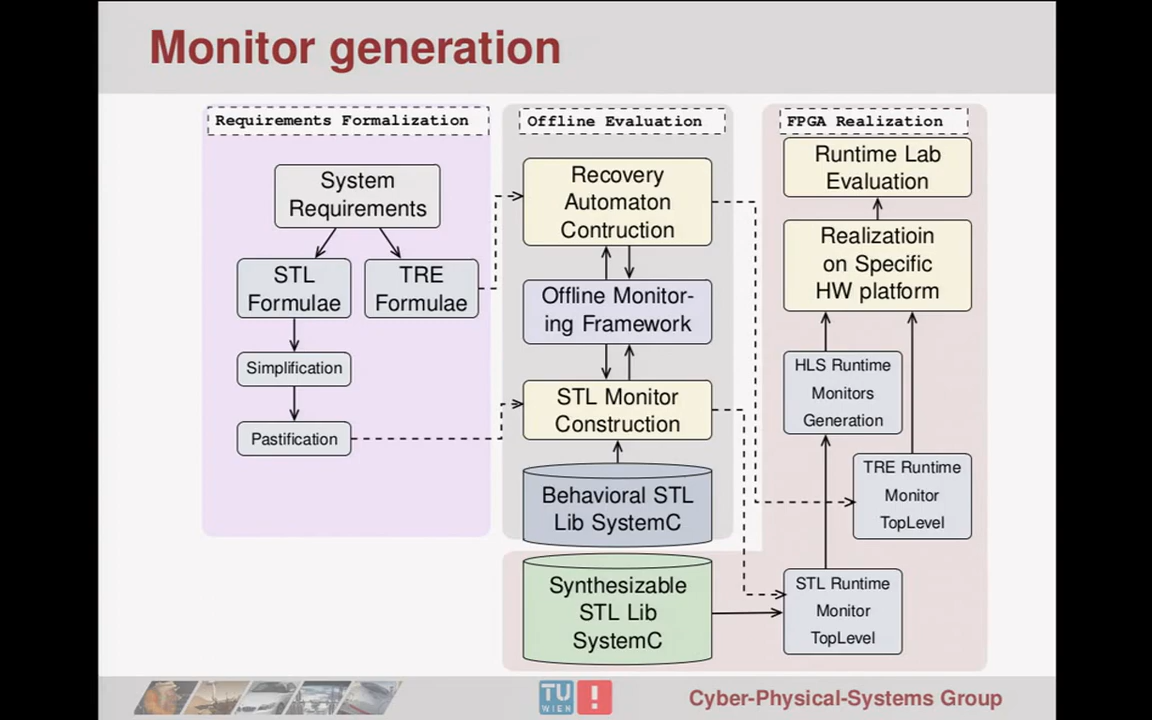 Monitor generation
Requirements Formalization
System
Requirements
STL
Formulae
TRE
Formulae
Simplification
Pastification
Offline Evaluation
Recovery
Automaton
Contruction
Offline Monitor-
ing Framework
STL Monitor
Construction
Behavioral STL
Lib SystemC
Synthesizable
STL Lib
SystemC
FPGA Realization
Runtime Lab
Evaluation
Realizatioin
on Specific
HW platform
HLS Runtime
Monitors
Generation
TRE Runtime
Monitor
TopLevel
STL Runtime
Monitor
TopLevel
TU
WIEN
!
Cyber-Physical-Systems Group